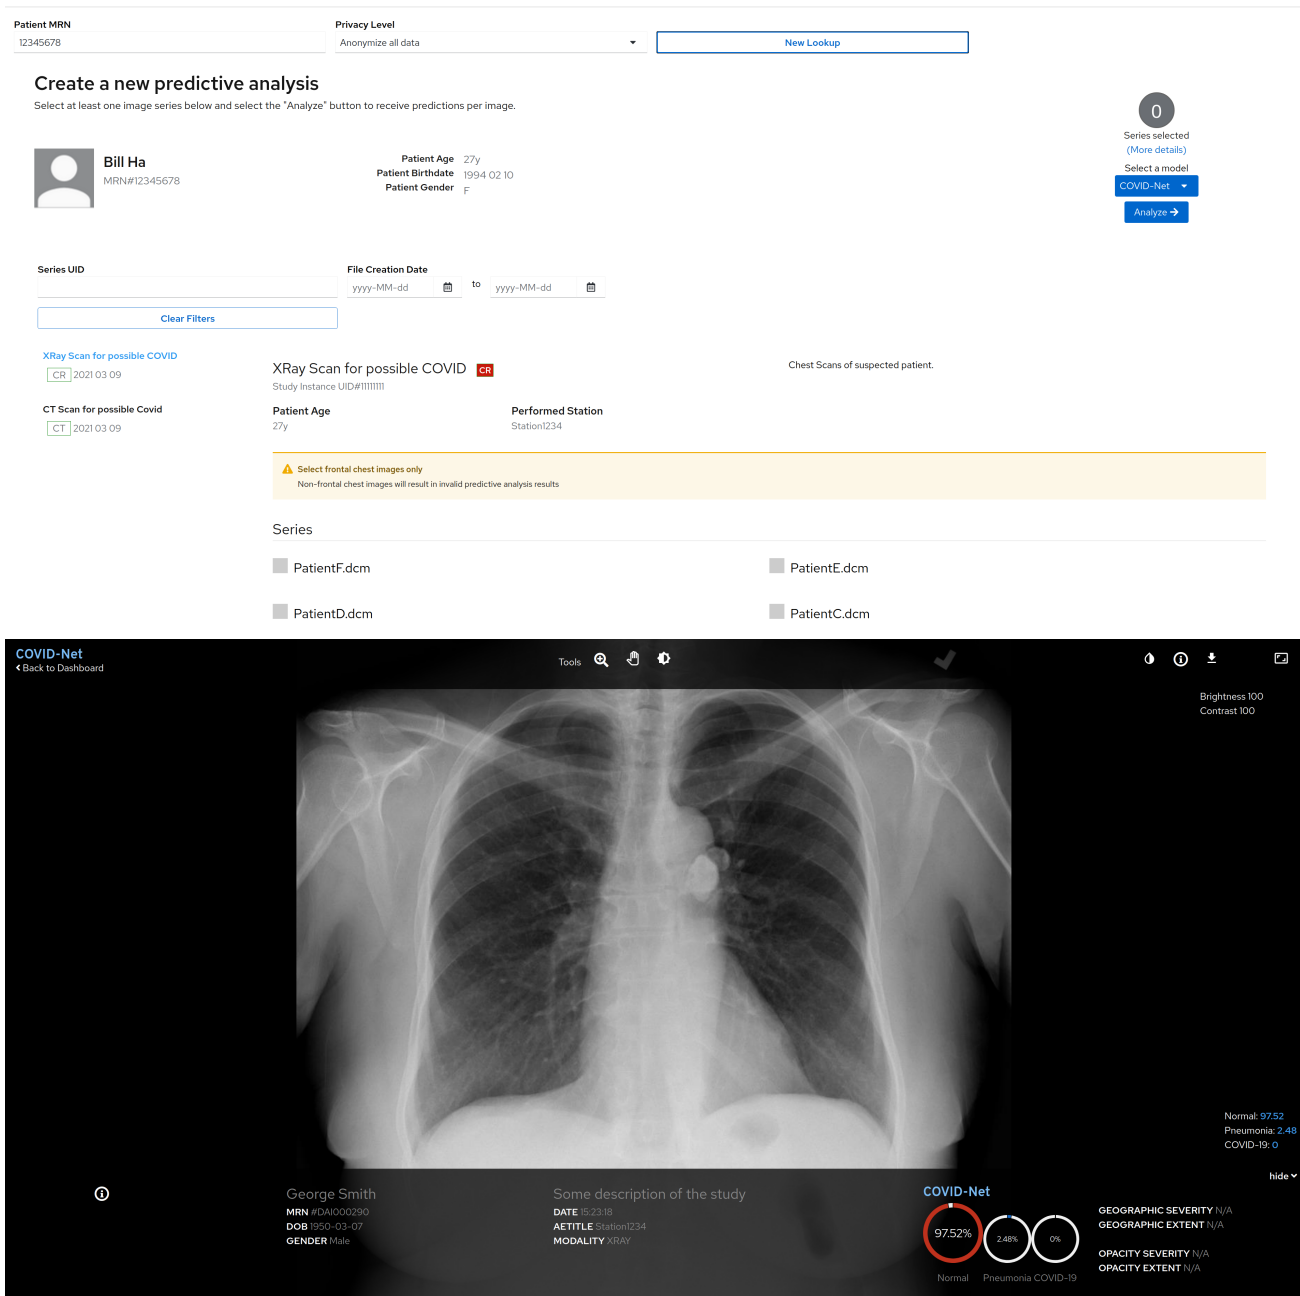 Patient MRN
12345678
Privacy Level
Anonymize all data
New Lookup
Create a new predictive analysis
Select at least one image series below and select the "Analyze" button to receive predictions per image.
0
Series selected
(More details)
Select a model
COVID-Net
Analyze
Bill Ha
MRN#12345678
Patient Age 27y
Patient Birthdate 1994 02 10
Patient Gender F
Series UID
File Creation Date
yyyy-MM-dd to yyyy-MM-dd
Clear Filters
XRay Scan for possible COVID
CR 2021 03 09
CT Scan for possible Covid
CT 2021 03 09
XRay Scan for possible COVID CR
Study Instance UID#11111111
Chest Scans of suspected patient.
Patient Age
27y
Performed Station
Station1234
Select frontal chest images only
Non-frontal chest images will result in invalid predictive analysis results
Series
PatientF.dcm
PatientE.dcm
PatientD.dcm
PatientC.dcm
COVID-Net
Back to Dashboard
Tools
Brightness 100
Contrast 100
Normal: 97.52
Pneumonia: 2.48
COVID-19: 0
hide
George Smith
MRN #DAI000290
DOB 1950-03-07
GENDER Male
Some description of the study
DATE 15:23:18
AETITLE Station1234
MODALITY XRAY
COVID-Net
97.52%
2.48%
0%
Normal
Pneumonia
COVID-19
GEOGRAPHIC SEVERITY N/A
GEOGRAPHIC EXTENT N/A
OPACITY SEVERITY N/A
OPACITY EXTENT N/A